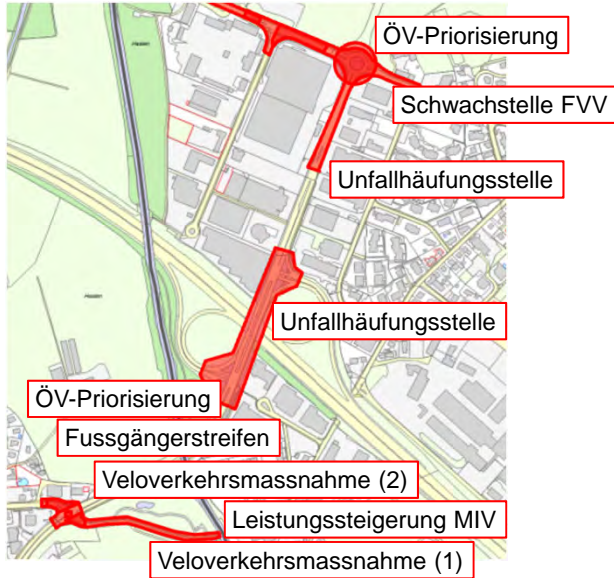 ÖV-Priorisierung
Schwachstelle FVV
Unfallhäufungsstelle
Unfallhäufungsstelle
ÖV-Priorisierung
Fussgängerstreifen
Veloverkehrsmassnahme (2)
Leistungssteigerung MIV
Veloverkehrsmassnahme (1)